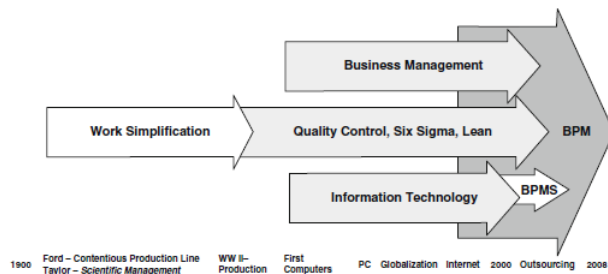 Business Management
Work Simplification
Quality Control, Six Sigma, Lean
BPM
Information Technology
BPMS
1900 Ford – Contentious Production Line WW II– First PC Globalization Internet 2000 Outsourcing 2008
Taylor – Scientific Management Production Computers